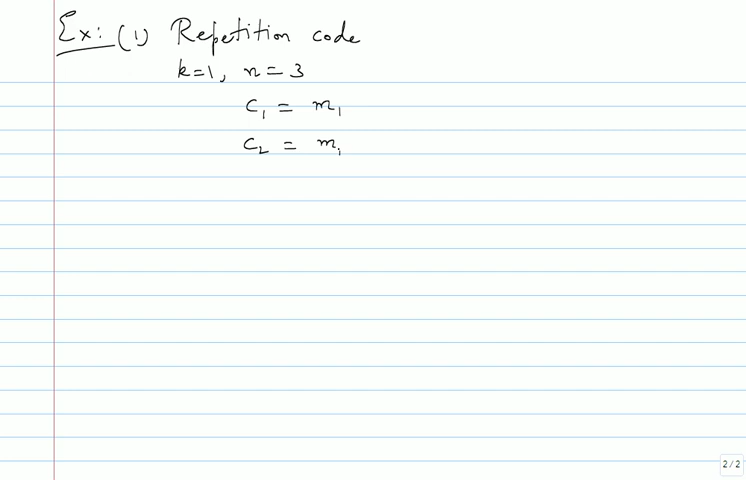 Ex: (1) Repetition code
k=1, n=3
c₁ = m₁
c₂ = m₁
2/2